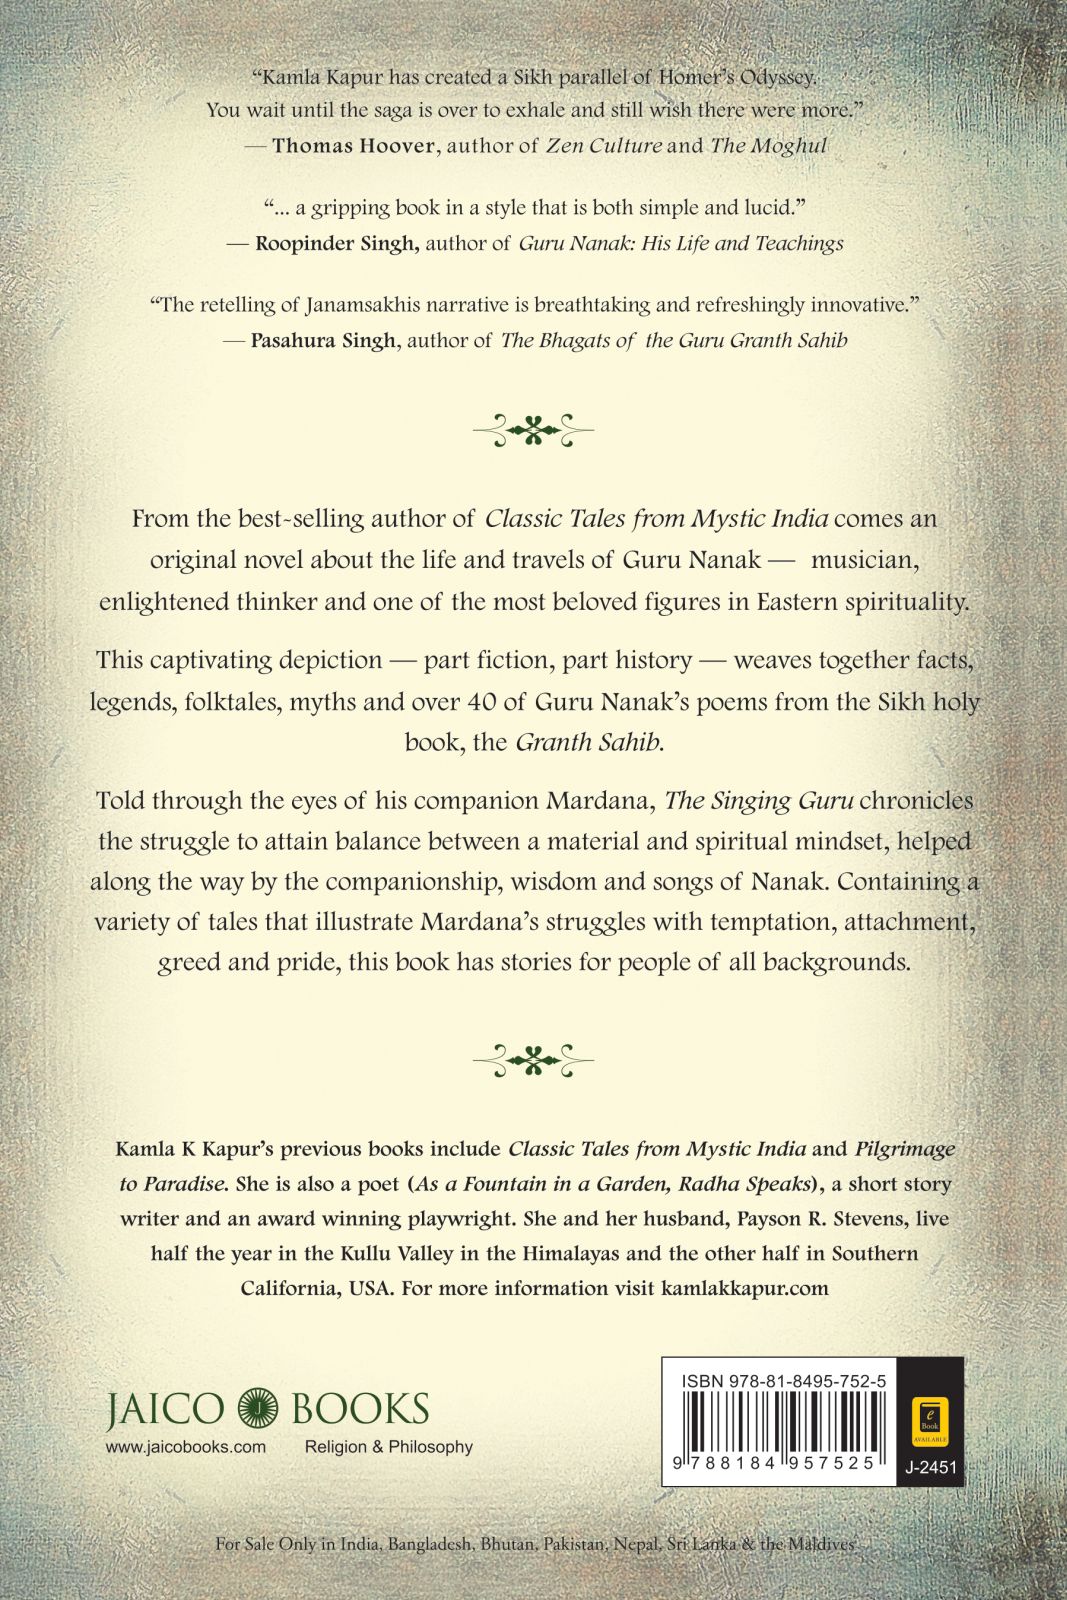 “Kamla Kapur has created a Sikh parallel of Homer’s Odyssey.
You wait until the saga is over to exhale and still wish there were more.”
— Thomas Hoover, author of Zen Culture and The Moghul
“... a gripping book in a style that is both simple and lucid.”
— Roopinder Singh, author of Guru Nanak: His Life and Teachings
“The retelling of Janamsakhis narrative is breathtaking and refreshingly innovative.”
— Pasahura Singh, author of The Bhagats of the Guru Granth Sahib
From the best-selling author of Classic Tales from Mystic India comes an
original novel about the life and travels of Guru Nanak — musician,
enlightened thinker and one of the most beloved figures in Eastern spirituality.
This captivating depiction — part fiction, part history — weaves together facts,
legends, folktales, myths and over 40 of Guru Nanak’s poems from the Sikh holy
book, the Granth Sahib.
Told through the eyes of his companion Mardana, The Singing Guru chronicles
the struggle to attain balance between a material and spiritual mindset, helped
along the way by the companionship, wisdom and songs of Nanak. Containing a
variety of tales that illustrate Mardana’s struggles with temptation, attachment,
greed and pride, this book has stories for people of all backgrounds.
Kamla K Kapur’s previous books include Classic Tales from Mystic India and Pilgrimage
to Paradise. She is also a poet (As a Fountain in a Garden, Radha Speaks), a short story
writer and an award winning playwright. She and her husband, Payson R. Stevens, live
half the year in the Kullu Valley in the Himalayas and the other half in Southern
California, USA. For more information visit kamlakkapur.com
JAICO J BOOKS
www.jaicobooks.com Religion & Philosophy
ISBN 978-81-8495-752-5
9 788184 957525
e
Book
AVAILABLE
J-2451
For Sale Only in India, Bangladesh, Bhutan, Pakistan, Nepal, Sri Lanka & the Maldives